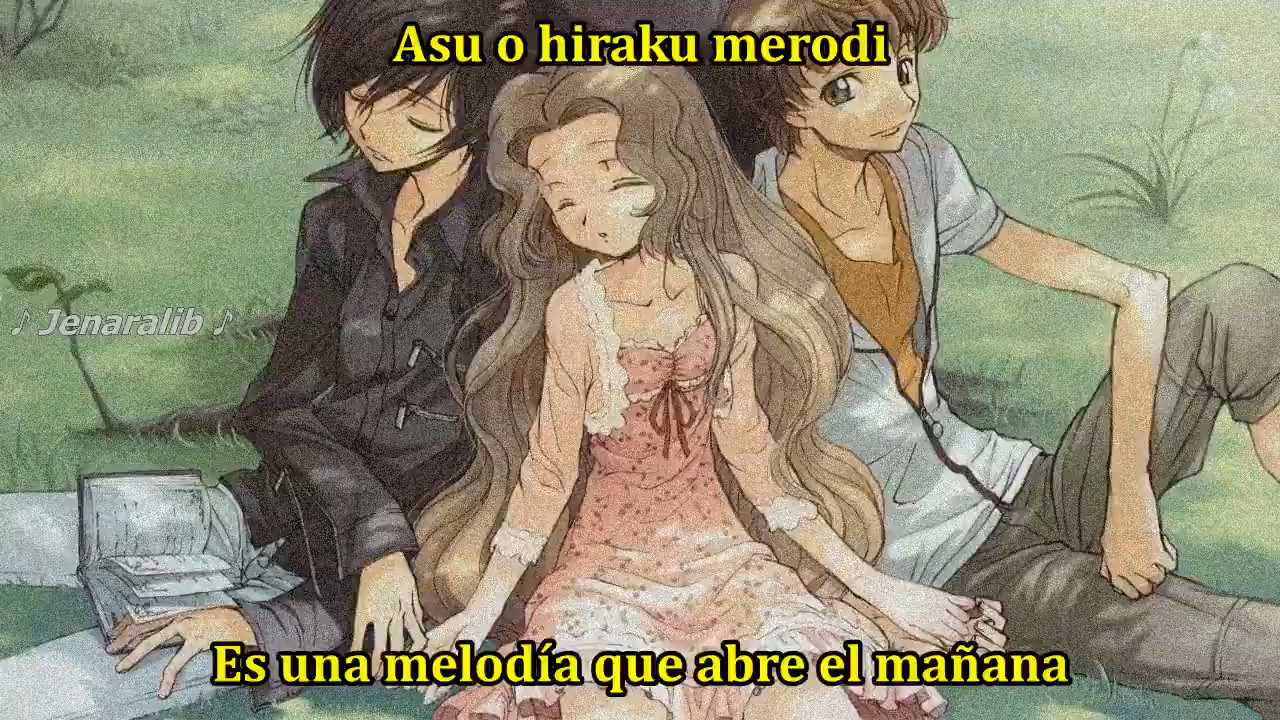 Asu o hiraku merodi
♪ Jenaralib ♪
Es una melodía que abre el mañana